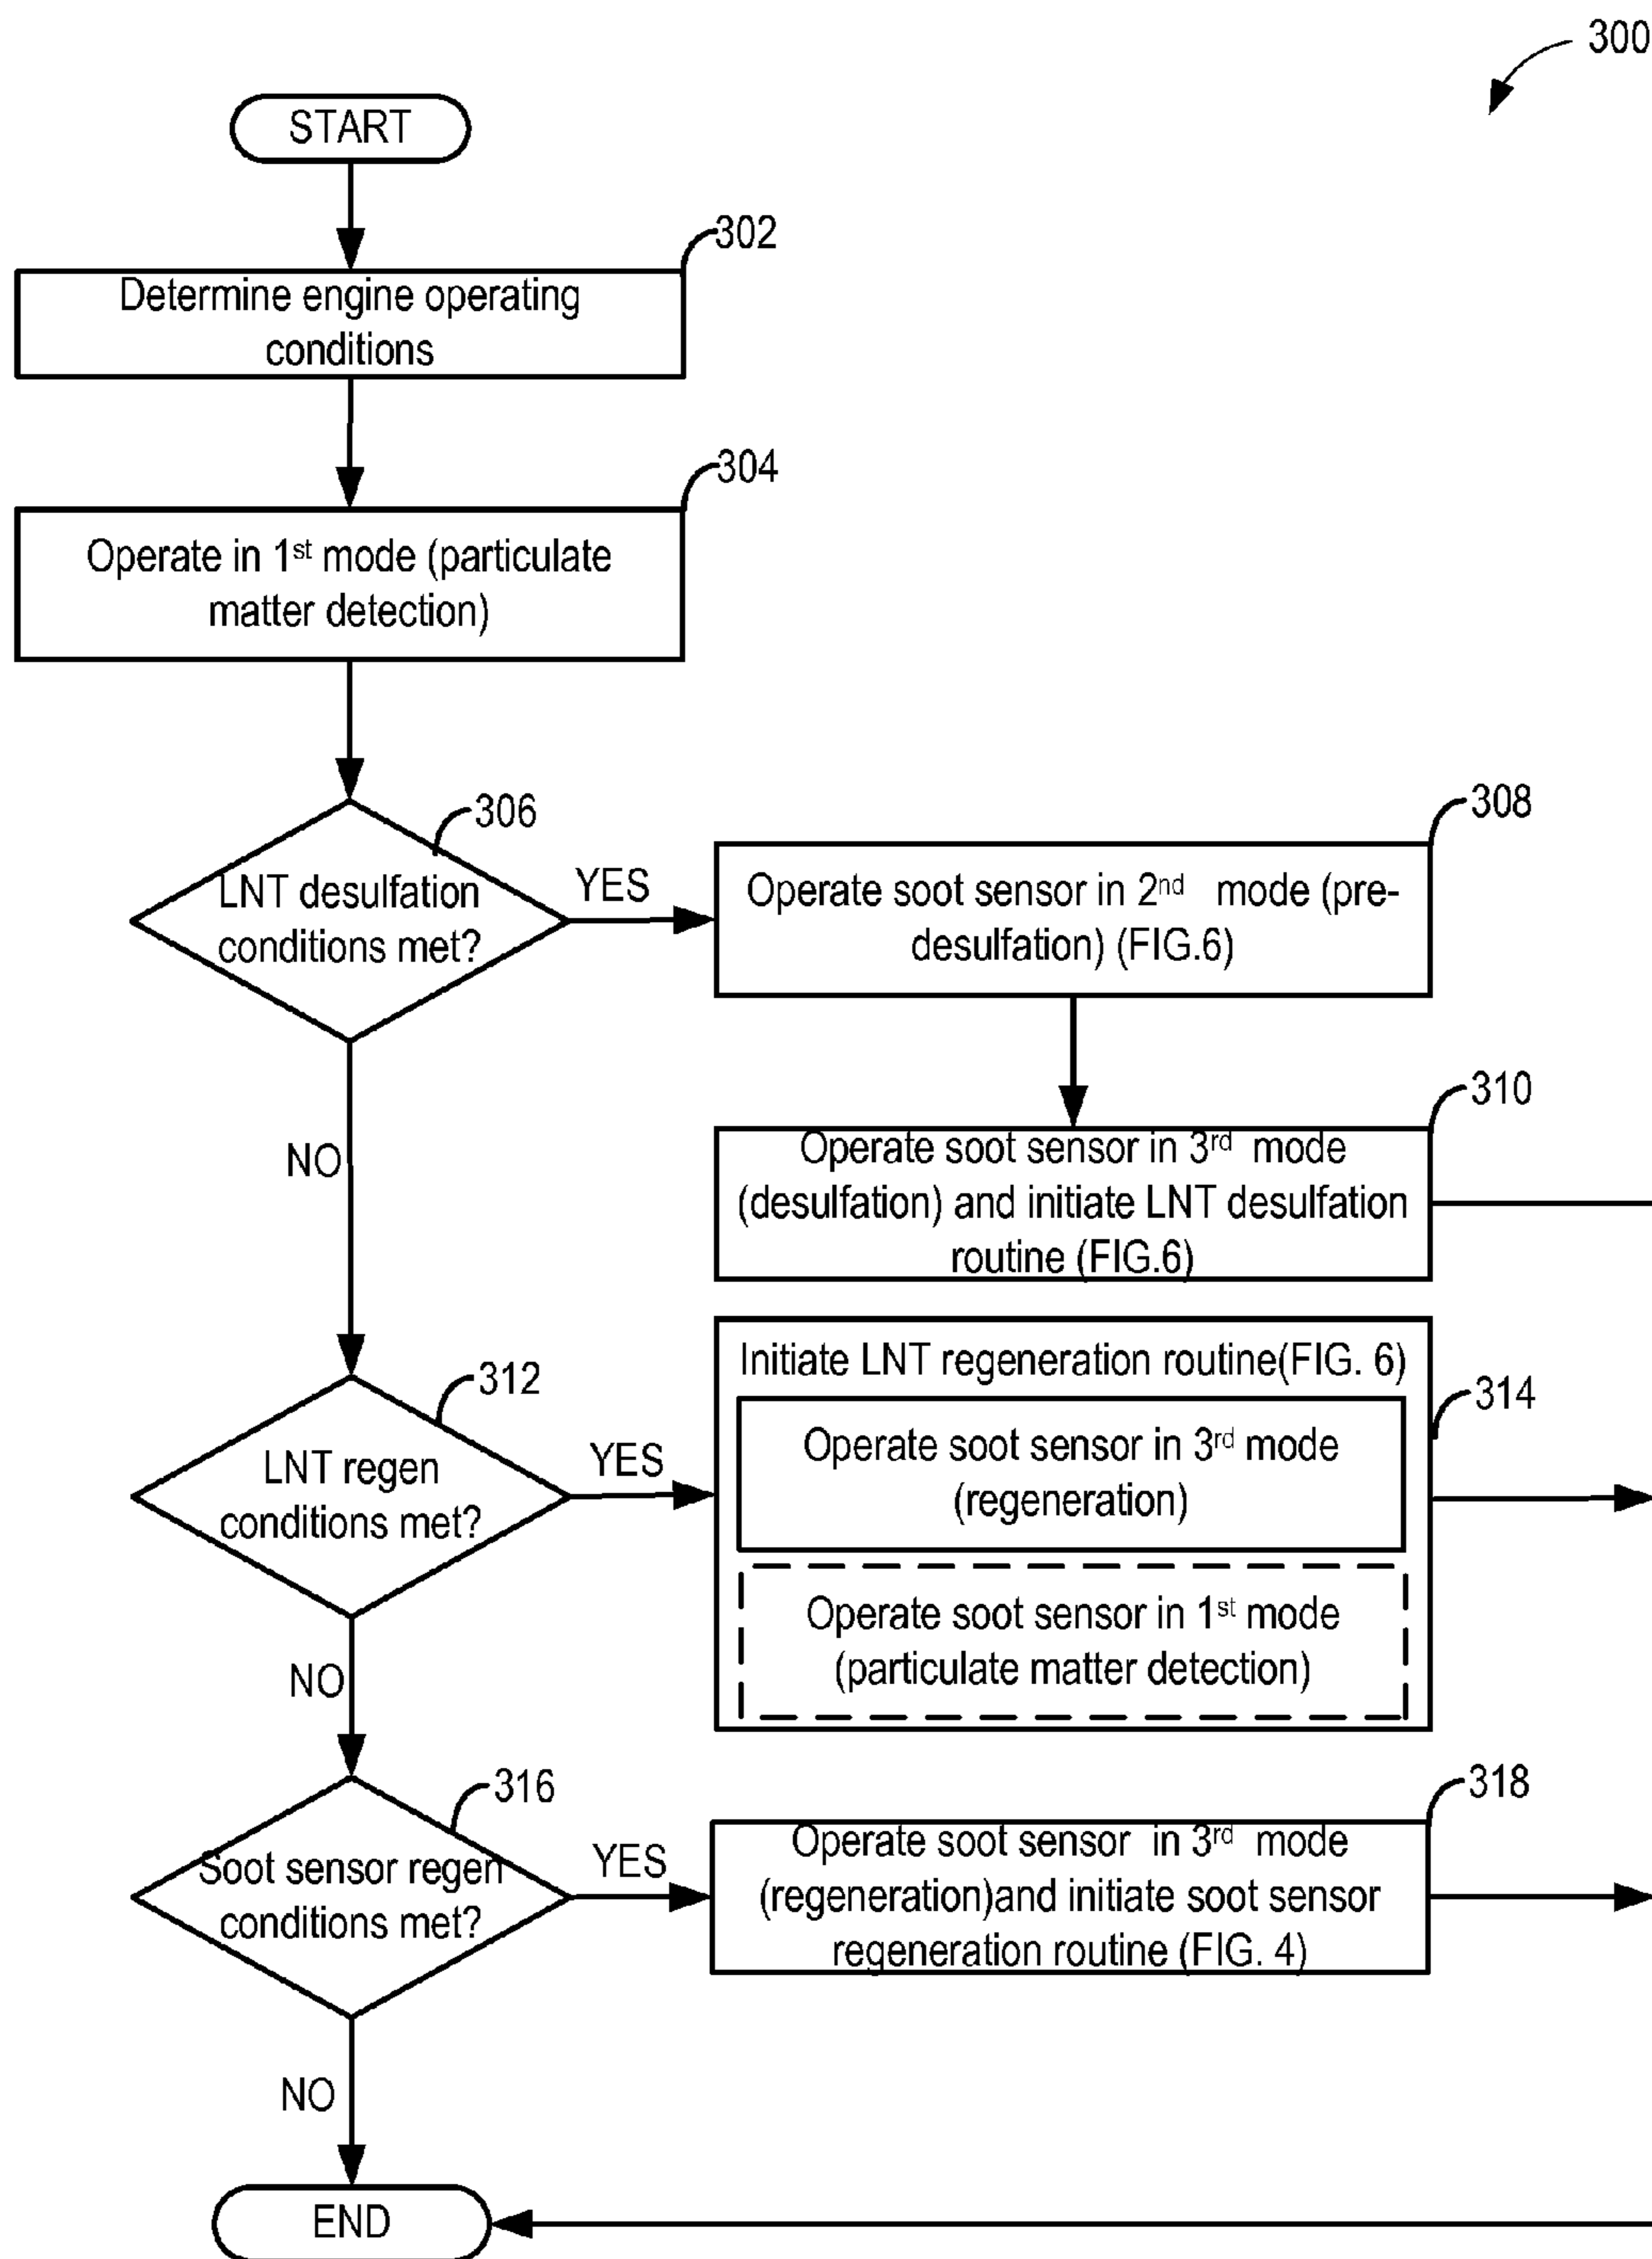 300
START
302
Determine engine operating
conditions
304
Operate in 1st mode (particulate
matter detection)
306
LNT desulfation
conditions met?
YES
308
Operate soot sensor in 2nd mode (pre-
desulfation) (FIG.6)
310
Operate soot sensor in 3rd mode
(desulfation) and initiate LNT desulfation
routine (FIG.6)
NO
312
LNT regen
conditions met?
YES
314
Initiate LNT regeneration routine(FIG. 6)
Operate soot sensor in 3rd mode
(regeneration)
Operate soot sensor in 1st mode
(particulate matter detection)
NO
316
Soot sensor regen
conditions met?
YES
318
Operate soot sensor in 3rd mode
(regeneration)and initiate soot sensor
regeneration routine (FIG. 4)
NO
END